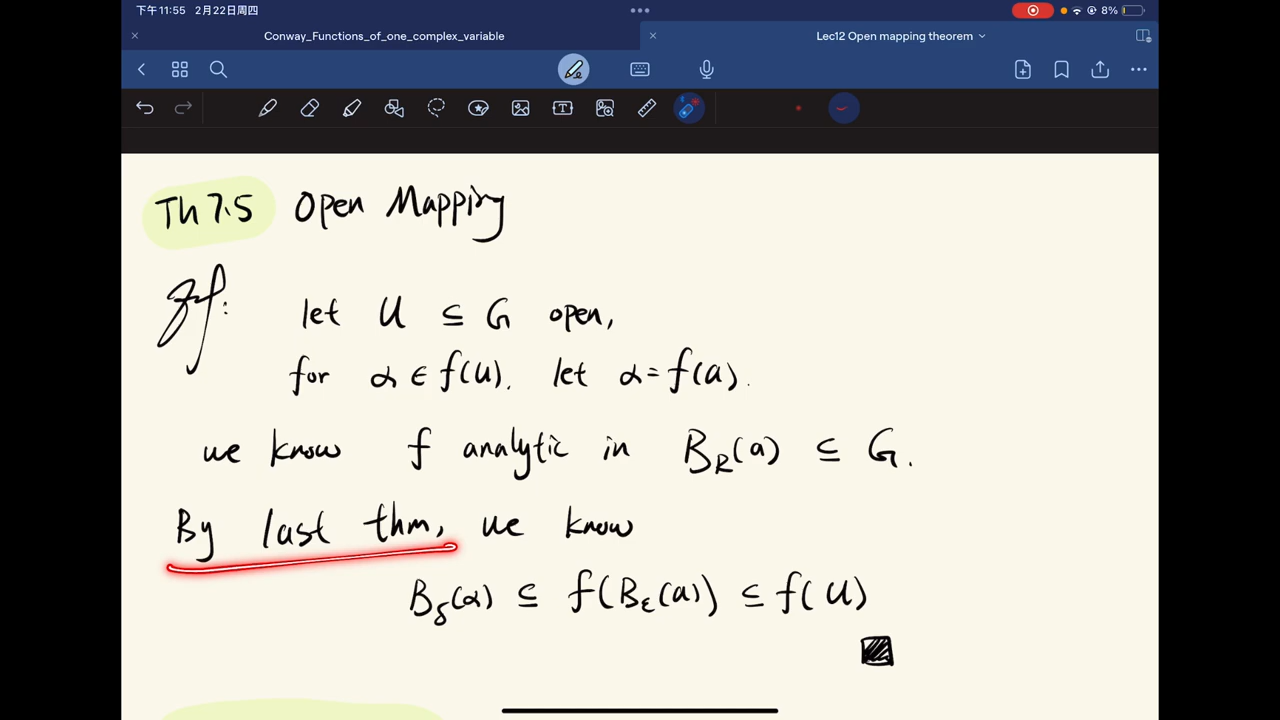 下午11:55 2月22日周四
8%
Conway_Functions_of_one_complex_variable
Lec12 Open mapping theorem
Th 7.5 Open Mapping
pf: let U ⊆ G open,
for α ∈ f(U). let α = f(a).
we know f analytic in B_R(a) ⊆ G.
By last thm, we know
B_δ(α) ⊆ f(B_ε(a)) ⊆ f(U)